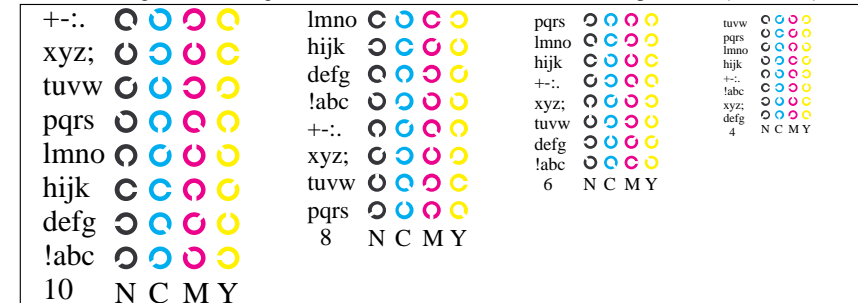 +-:.
xyz;
tuvw
pqrs
lmno
hijk
defg
!abc
10 N C M Y
lmno
hijk
defg
!abc
+-:.
xyz;
tuvw
pqrs
8 N C M Y
pqrs
lmno
hijk
+-:.
xyz;
tuvw
defg
!abc
6 N C M Y
tuvw
pqrs
lmno
hijk
+-:.
!abc
xyz;
defg
4 N C M Y